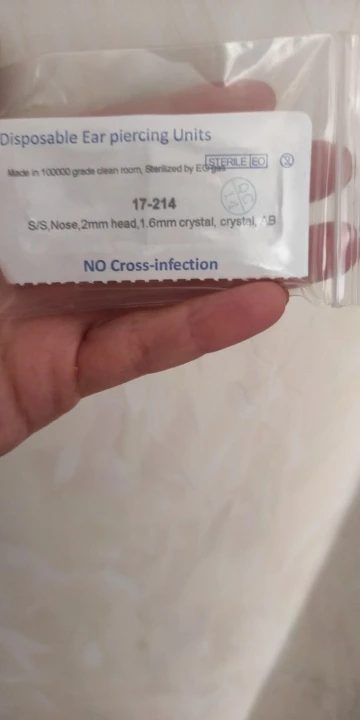 Disposable Ear piercing Units
STERILE EO
Made in 100000 grade clean room, Sterilized by EO gas
17-214
S/S,Nose,2mm head,1.6mm crystal, crystal, AB
NO Cross-infection